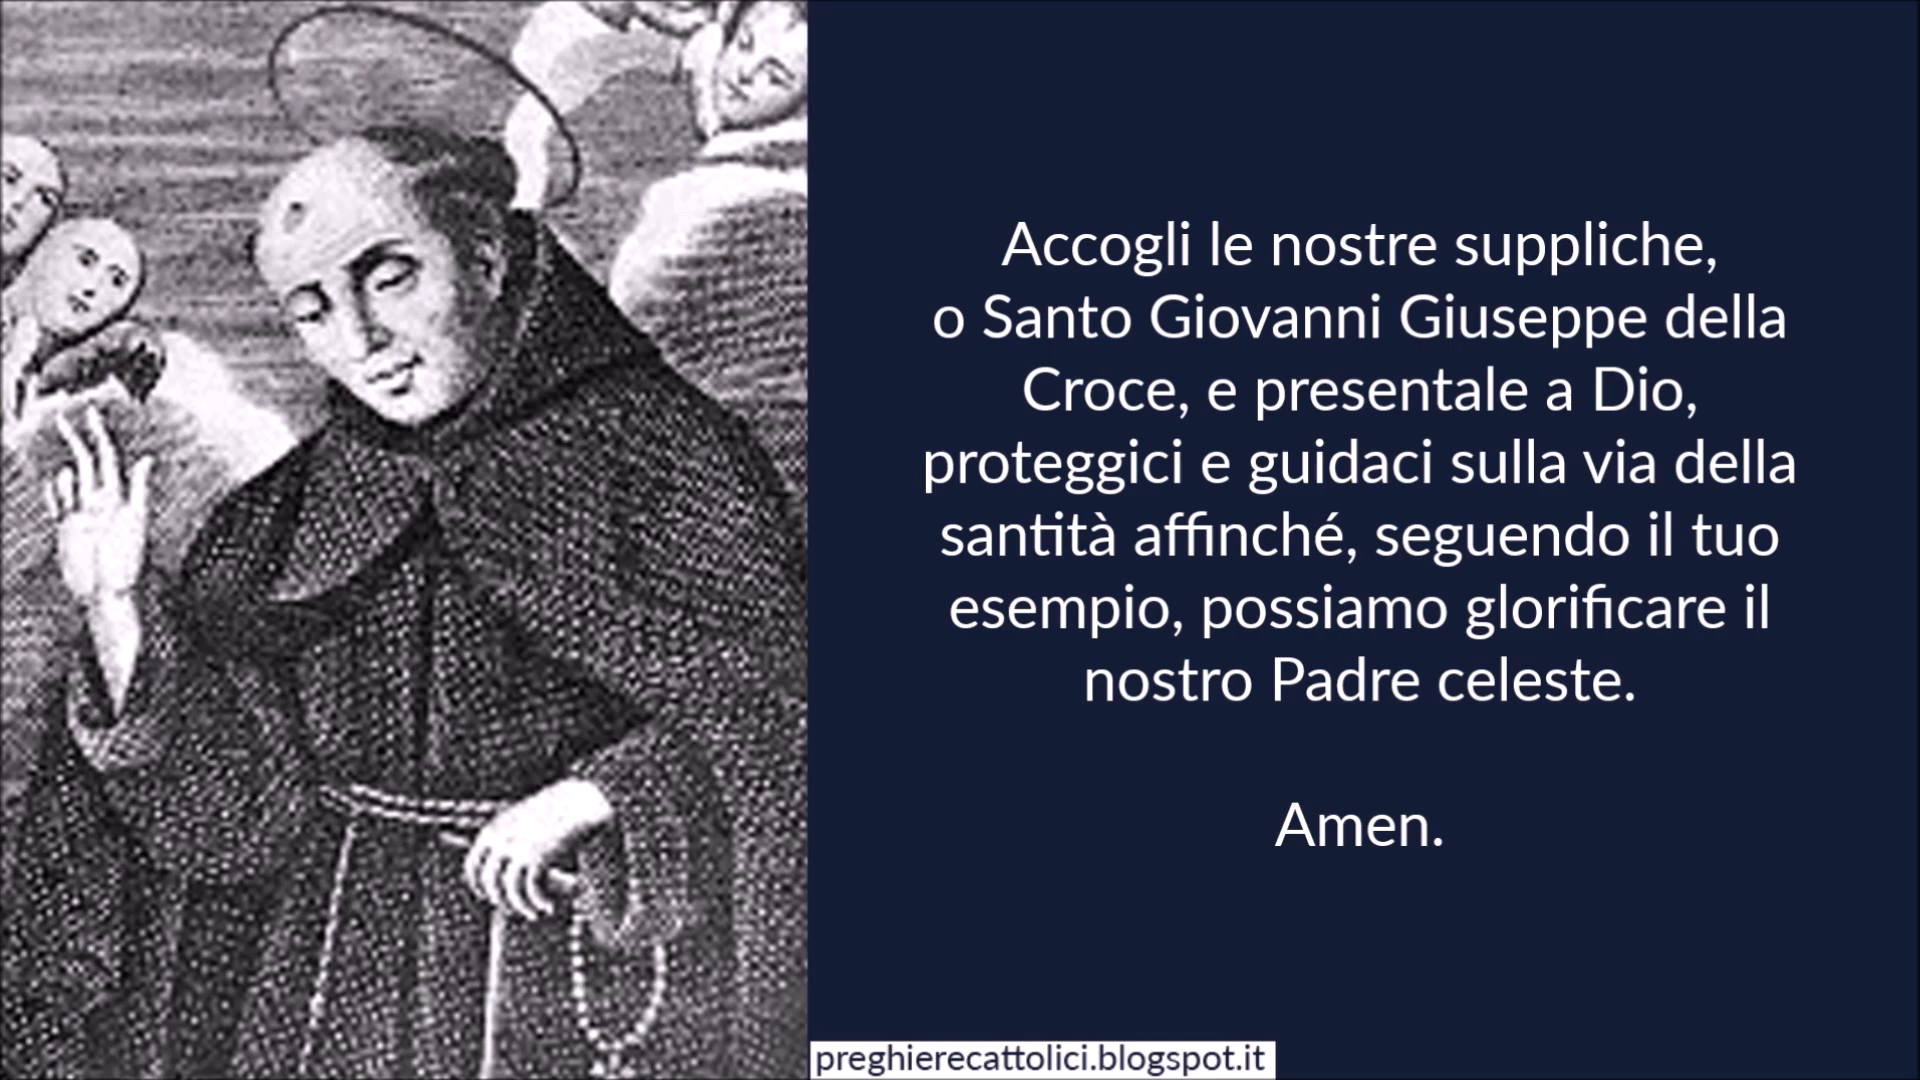 Accogli le nostre suppliche,
o Santo Giovanni Giuseppe della
Croce, e presentale a Dio,
proteggici e guidaci sulla via della
santità affinché, seguendo il tuo
esempio, possiamo glorificare il
nostro Padre celeste.
Amen.
preghierecattolici.blogspot.it